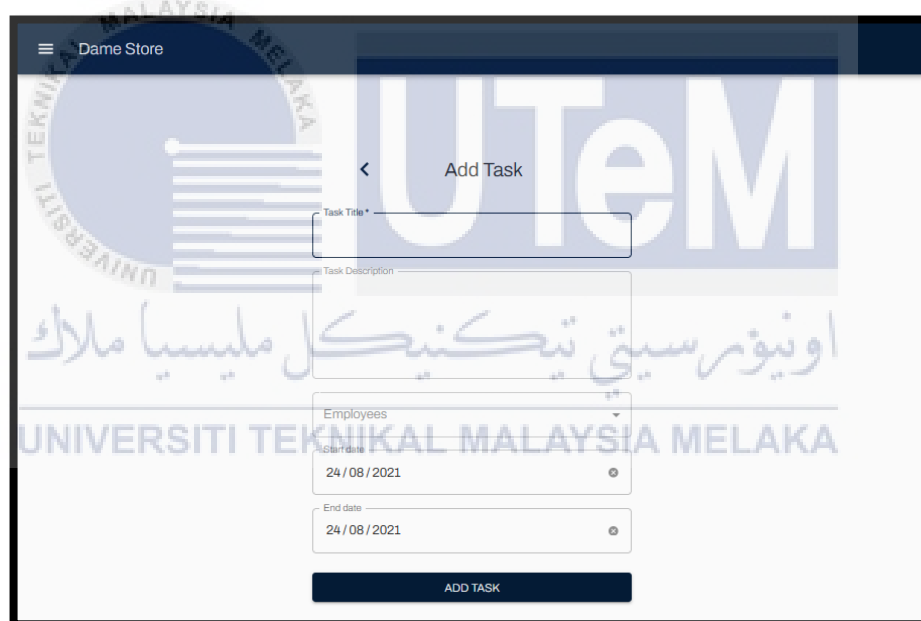 Dame Store
Add Task
Task Title *
Task Description
Employees
Start date
24/08/2021
End date
24/08/2021
ADD TASK
UNIVERSITI TEKNIKAL MALAYSIA MELAKA
UTeM
اونيۏرسيتي تيكنيكل مليسيا ملاك
UNIVERSITI TEKNIKAL MALAYSIA MELAKA